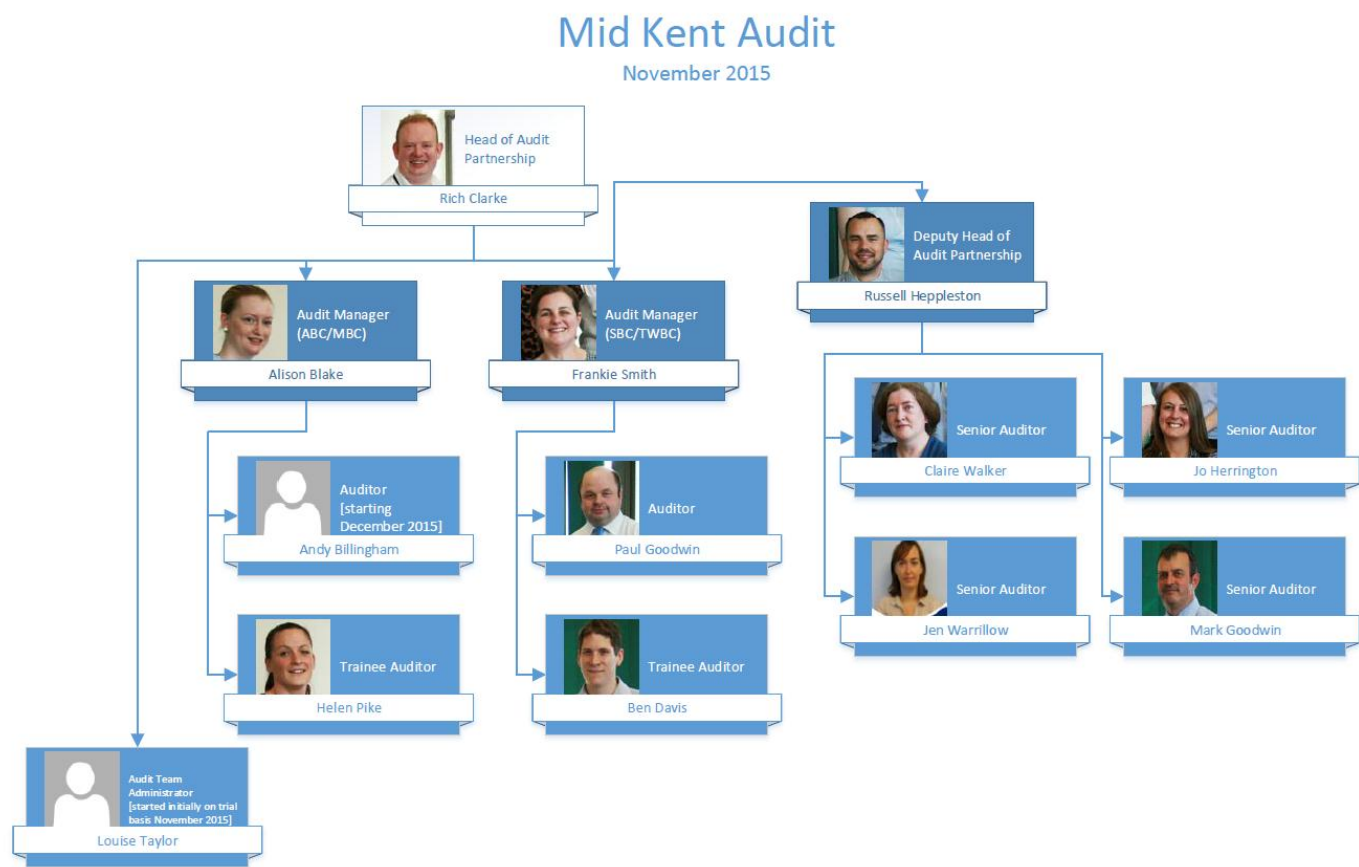 Mid Kent Audit
November 2015
Head of Audit
Partnership
Rich Clarke
Deputy Head of
Audit Partnership
Russell Heppleston
Audit Manager
(ABC/MBC)
Alison Blake
Audit Manager
(SBC/TWBC)
Frankie Smith
Senior Auditor
Claire Walker
Senior Auditor
Jo Herrington
Auditor
[starting
December 2015]
Andy Billingham
Auditor
Paul Goodwin
Senior Auditor
Jen Warrillow
Senior Auditor
Mark Goodwin
Trainee Auditor
Helen Pike
Trainee Auditor
Ben Davis
Audit Team
Administrator
[started initially on trial
basis November 2015]
Louise Taylor